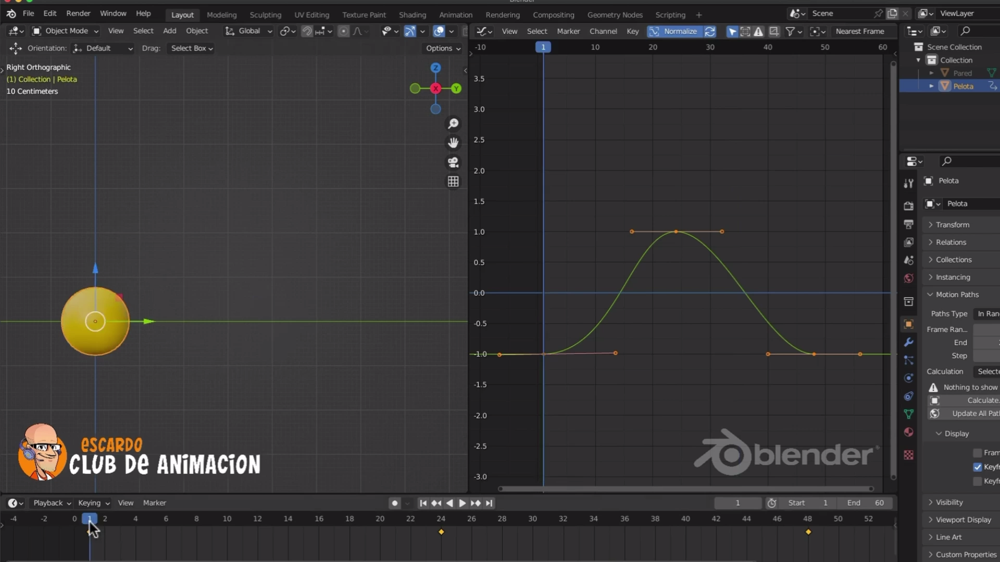 File Edit Render Window Help Layout Modeling Sculpting UV Editing Texture Paint Shading Animation Rendering Compositing Geometry Nodes Scripting + Scene ViewLayer
Object Mode View Select Add Object Global
View Select Marker Channel Key Normalize Nearest Frame
Orientation: Default Drag: Select Box Options
-10 1 10 20 30 40 50 60
Right Orthographic
(1) Collection | Pelota
10 Centimeters
Z
X
Y
3.5
3.0
2.5
2.0
1.5
1.0
0.5
0.0
-0.5
-1.0
-1.5
-2.0
-2.5
-3.0
Scene Collection
Collection
Pared
Pelota
Pelota
Pelota
Transform
Relations
Collections
Instancing
Motion Paths
Paths Type In Ran
Frame Ran...
End
Step
Calculation Selecte
Nothing to show
Calculate.
Update All Pat
Display
Fram
Keyfr
Keyfr
Visibility
Viewport Display
Line Art
Custom Properties
ESCARDO
CLUB DE ANIMACION
blender
Playback Keying View Marker 1 Start 1 End 60
-4 -2 0 1 2 4 6 8 10 12 14 16 18 20 22 24 26 28 30 32 34 36 38 40 42 44 46 48 50 52